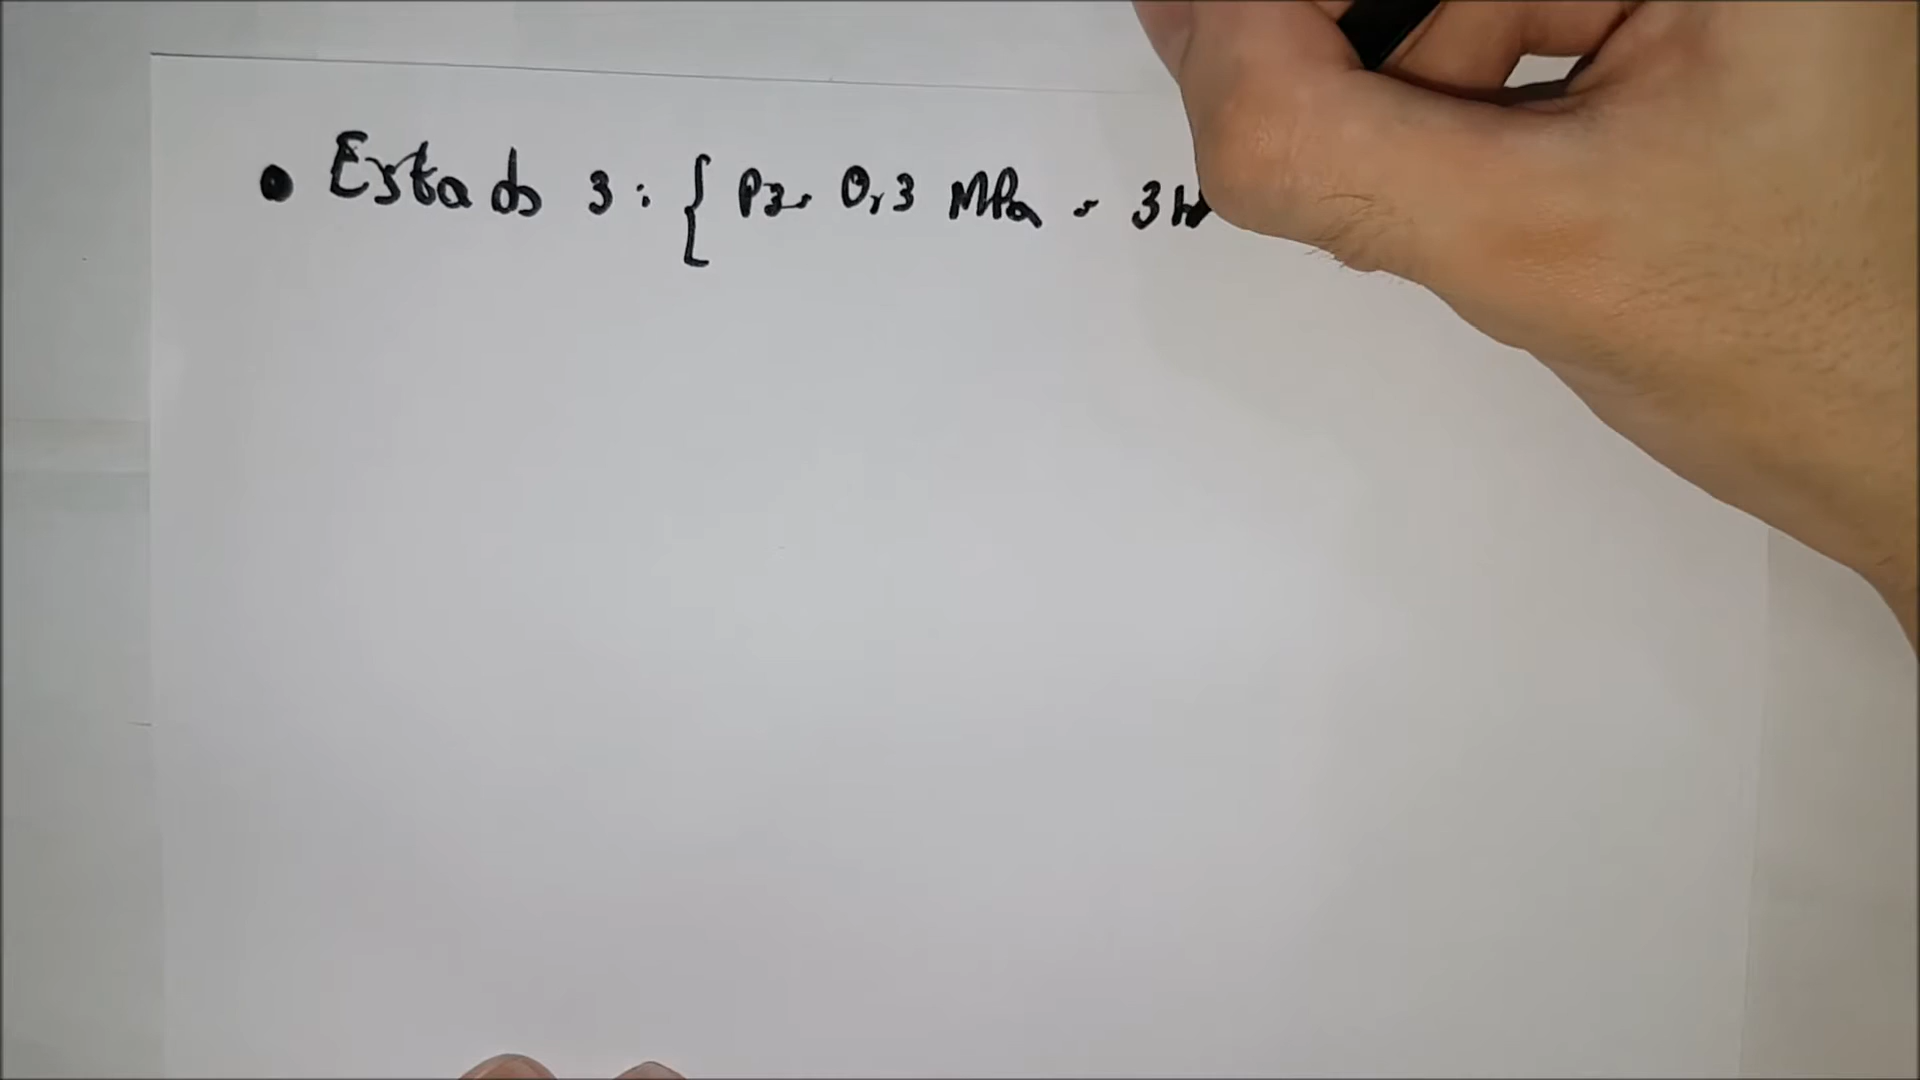 • Estado 3: { P3= 0,3 MPa = 3